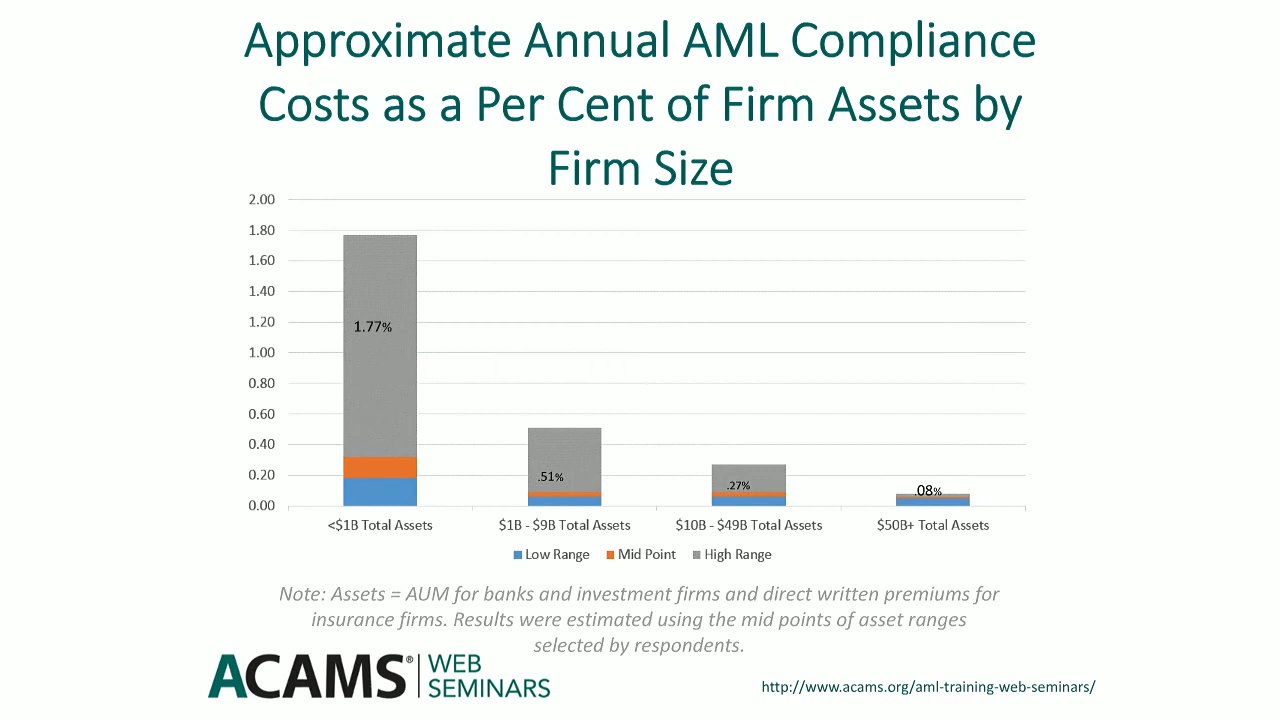 Approximate Annual AML Compliance
Costs as a Per Cent of Firm Assets by
Firm Size
2.00
1.80
1.60
1.40
1.20
1.00
0.80
0.60
0.40
0.20
0.00
1.77%
.51%
.27%
.08%
<$1B Total Assets
$1B - $9B Total Assets
$10B - $49B Total Assets
$50B+ Total Assets
Low Range
Mid Point
High Range
Note: Assets = AUM for banks and investment firms and direct written premiums for
insurance firms. Results were estimated using the mid points of asset ranges
selected by respondents.
ACAMS®
WEB
SEMINARS
http://www.acams.org/aml-training-web-seminars/